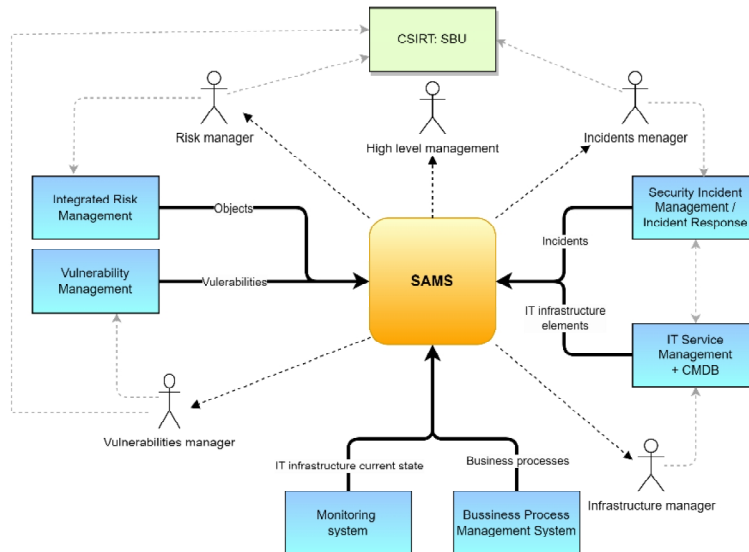 CSIRT: SBU
Risk manager
High level management
Incidents menager
Integrated Risk
Management
Objects
Security Incident
Management /
Incident Response
Incidents
Vulnerability
Management
Vulerabilities
SAMS
IT infrastructure
elements
IT Service
Management
+ CMDB
Vulnerabilities manager
IT infrastructure current state
Business processes
Infrastructure manager
Monitoring
system
Bussiness Process
Management System